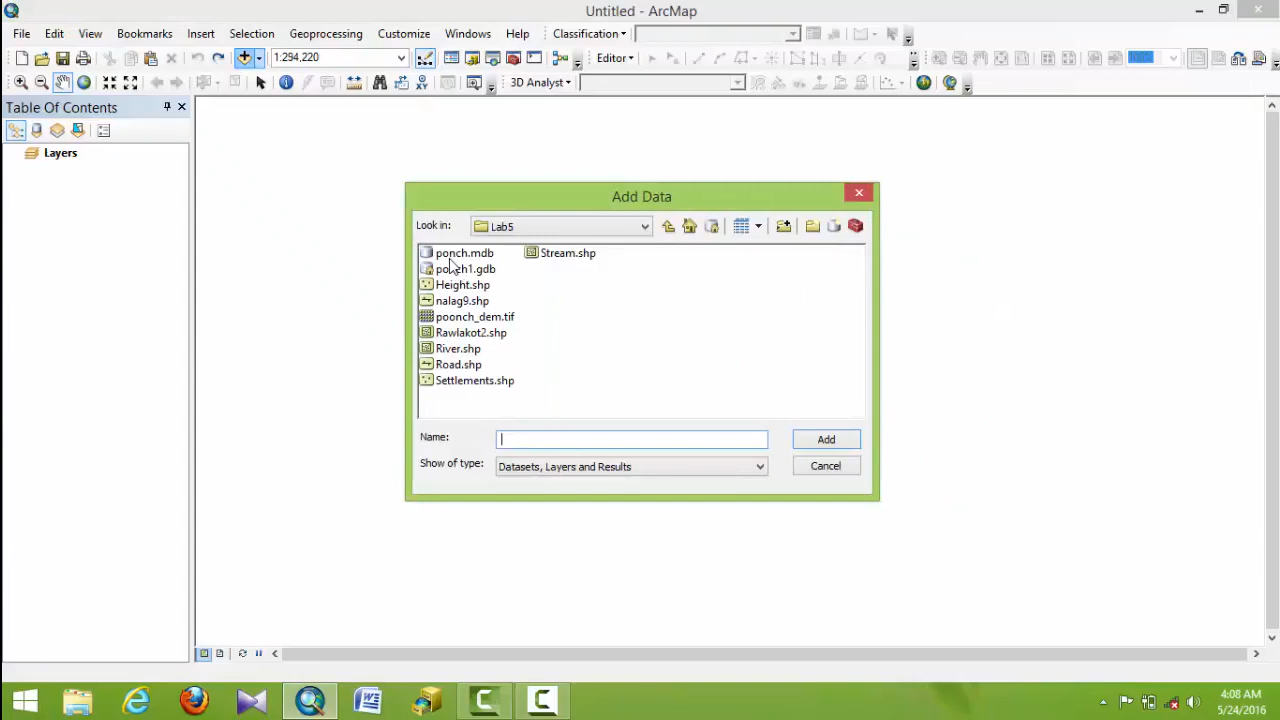 Untitled - ArcMap
File Edit View Bookmarks Insert Selection Geoprocessing Customize Windows Help Classification
1:294,220 Editor
3D Analyst
Table Of Contents
Layers
Add Data
Look in: Lab5
ponch.mdb
ponch1.gdb
Height.shp
nalag9.shp
poonch_dem.tif
Rawlakot2.shp
River.shp
Road.shp
Settlements.shp
Stream.shp
Name:
Add
Show of type: Datasets, Layers and Results
Cancel
4:08 AM
5/24/2016